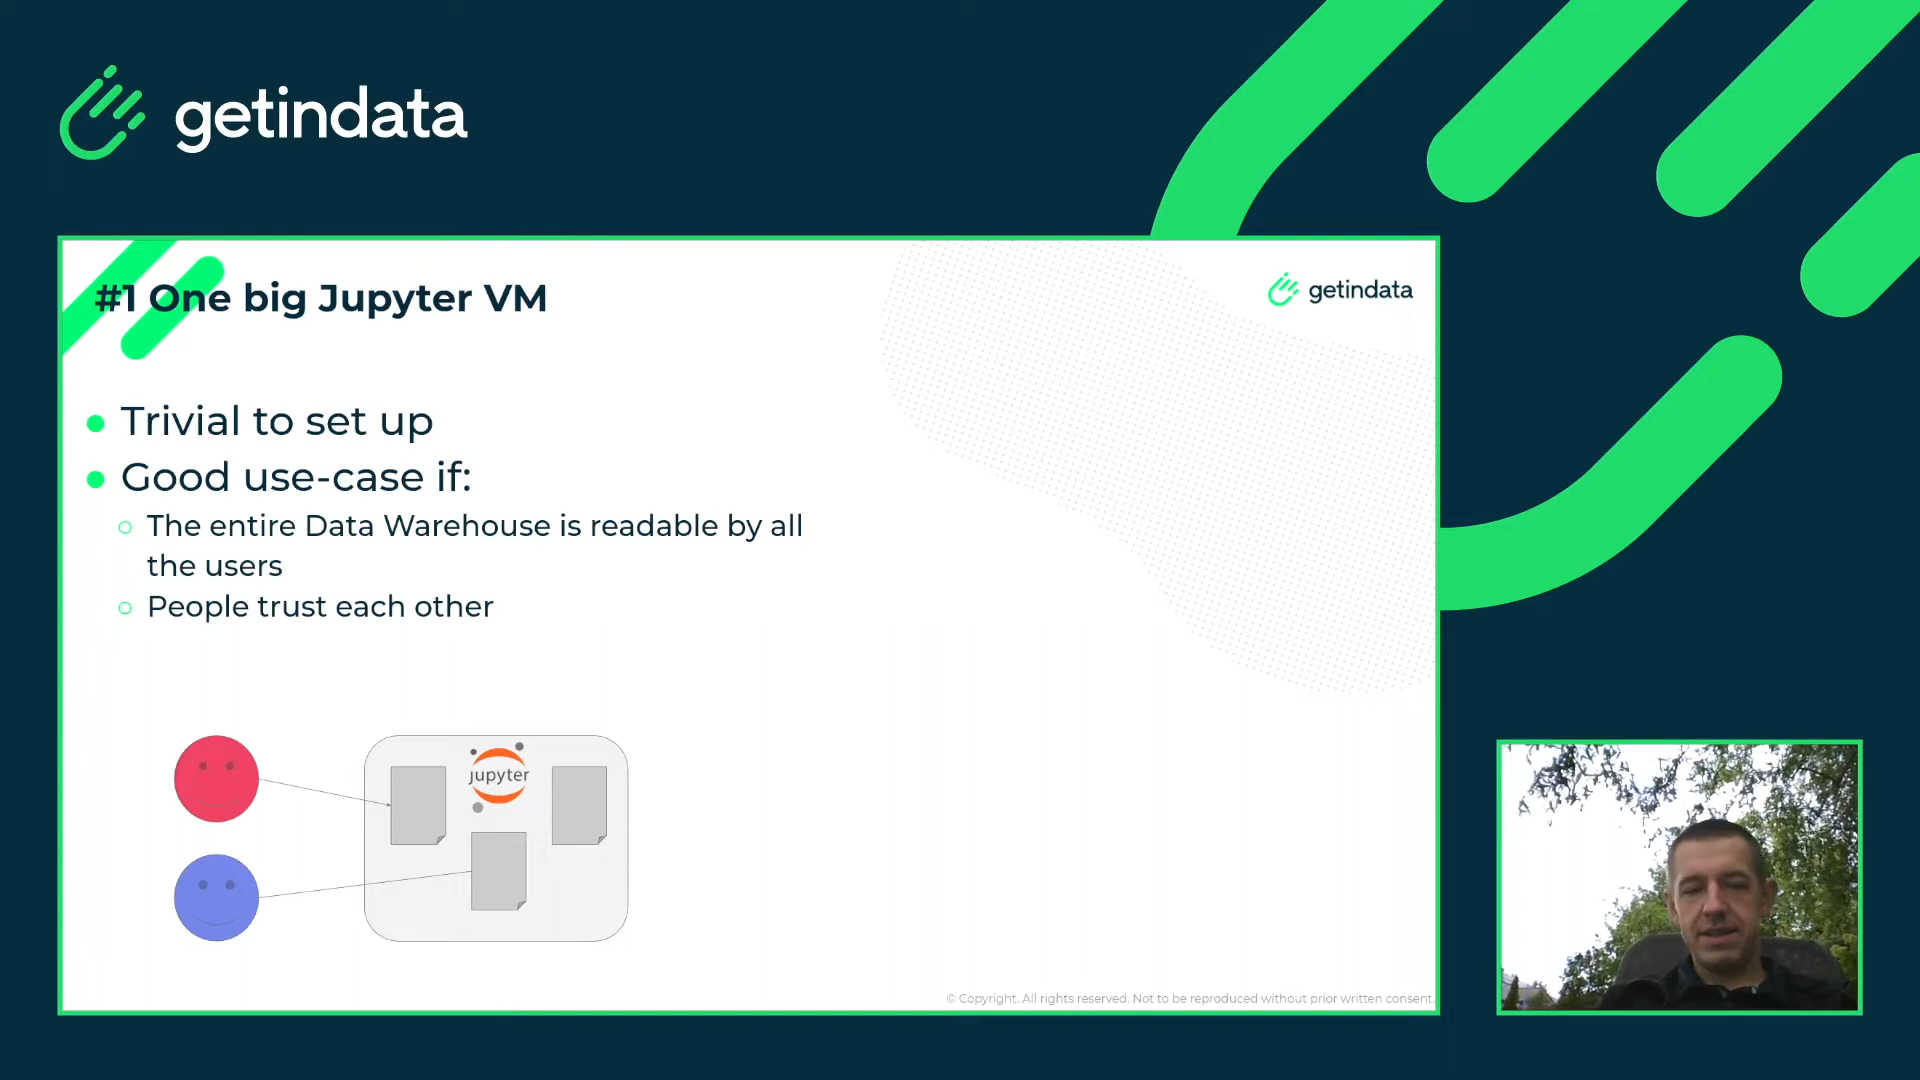 getindata
#1 One big Jupyter VM
getindata
Trivial to set up
Good use-case if:
The entire Data Warehouse is readable by all
the users
People trust each other
jupyter
© Copyright. All rights reserved. Not to be reproduced without prior written consent.